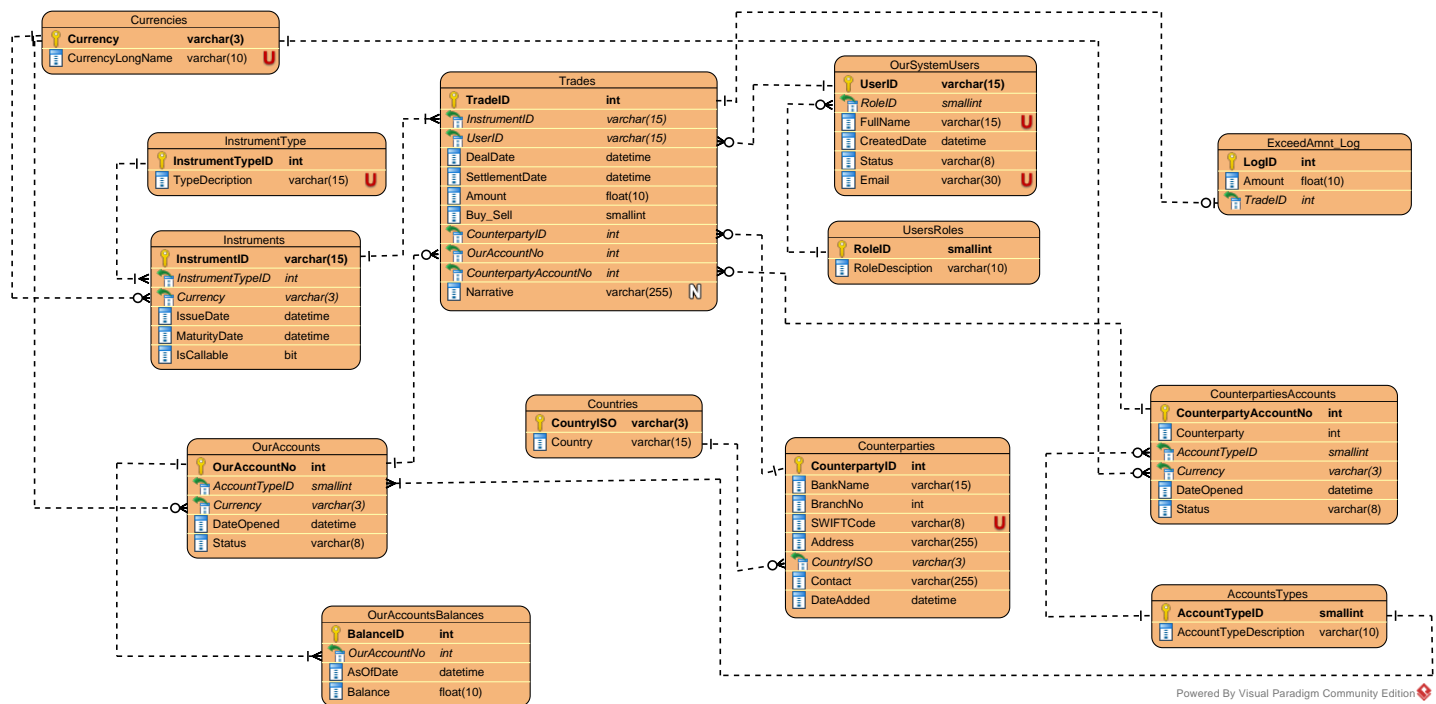 Currencies
Currency varchar(3)
CurrencyLongName varchar(10) U
InstrumentType
InstrumentTypeID int
TypeDecription varchar(15) U
Instruments
InstrumentID varchar(15)
InstrumentTypeID int
Currency varchar(3)
IssueDate datetime
MaturityDate datetime
IsCallable bit
Trades
TradeID int
InstrumentID varchar(15)
UserID varchar(15)
DealDate datetime
SettlementDate datetime
Amount float(10)
Buy_Sell smallint
CounterpartyID int
OurAccountNo int
CounterpartyAccountNo int
Narrative varchar(255) N
OurSystemUsers
UserID varchar(15)
RoleID smallint
FullName varchar(15) U
CreatedDate datetime
Status varchar(8)
Email varchar(30) U
UsersRoles
RoleID smallint
RoleDesciption varchar(10)
ExceedAmnt_Log
LogID int
Amount float(10)
TradeID int
Countries
CountryISO varchar(3)
Country varchar(15)
OurAccounts
OurAccountNo int
AccountTypeID smallint
Currency varchar(3)
DateOpened datetime
Status varchar(8)
Counterparties
CounterpartyID int
BankName varchar(15)
BranchNo int
SWIFTCode varchar(8) U
Address varchar(255)
CountryISO varchar(3)
Contact varchar(255)
DateAdded datetime
CounterpartiesAccounts
CounterpartyAccountNo int
Counterparty int
AccountTypeID smallint
Currency varchar(3)
DateOpened datetime
Status varchar(8)
OurAccountsBalances
BalanceID int
OurAccountNo int
AsOfDate datetime
Balance float(10)
AccountsTypes
AccountTypeID smallint
AccountTypeDescription varchar(10)
Powered By Visual Paradigm Community Edition